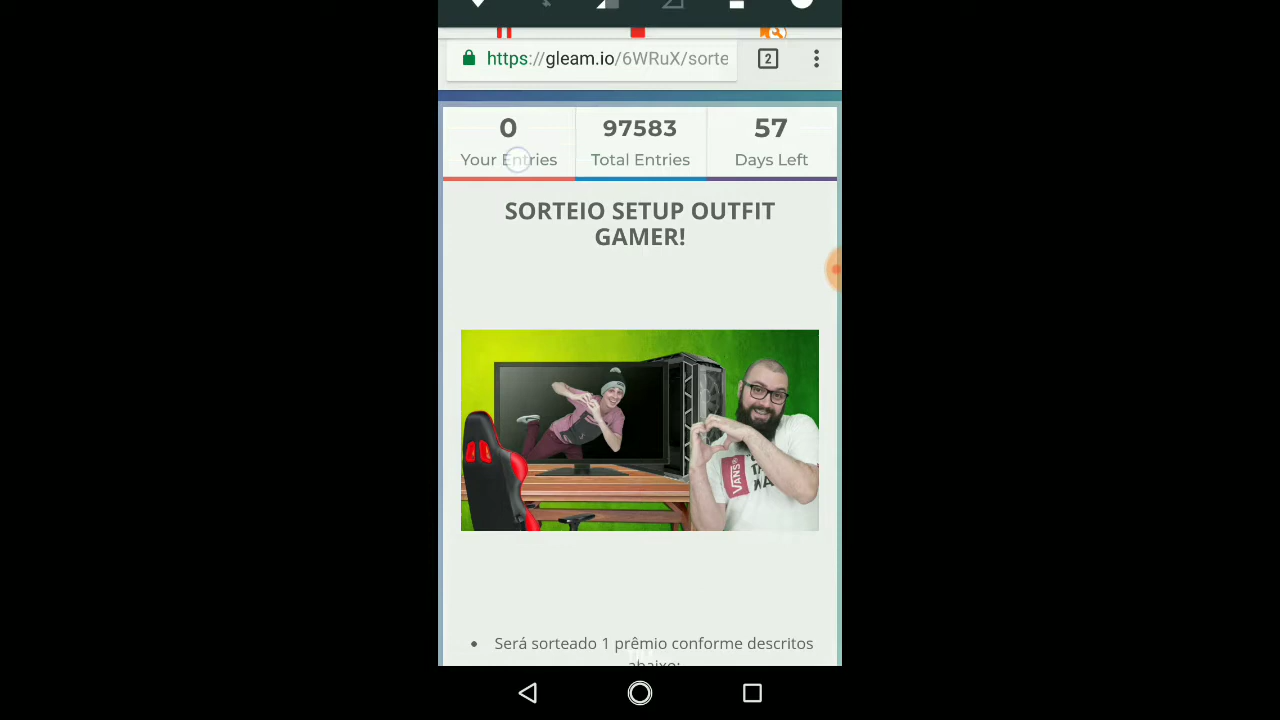 https://gleam.io/6WRuX/sorte
2
0
97583
57
Your Entries
Total Entries
Days Left
SORTEIO SETUP OUTFIT
GAMER!
VANS
Será sorteado 1 prêmio conforme descritos
abaixo: